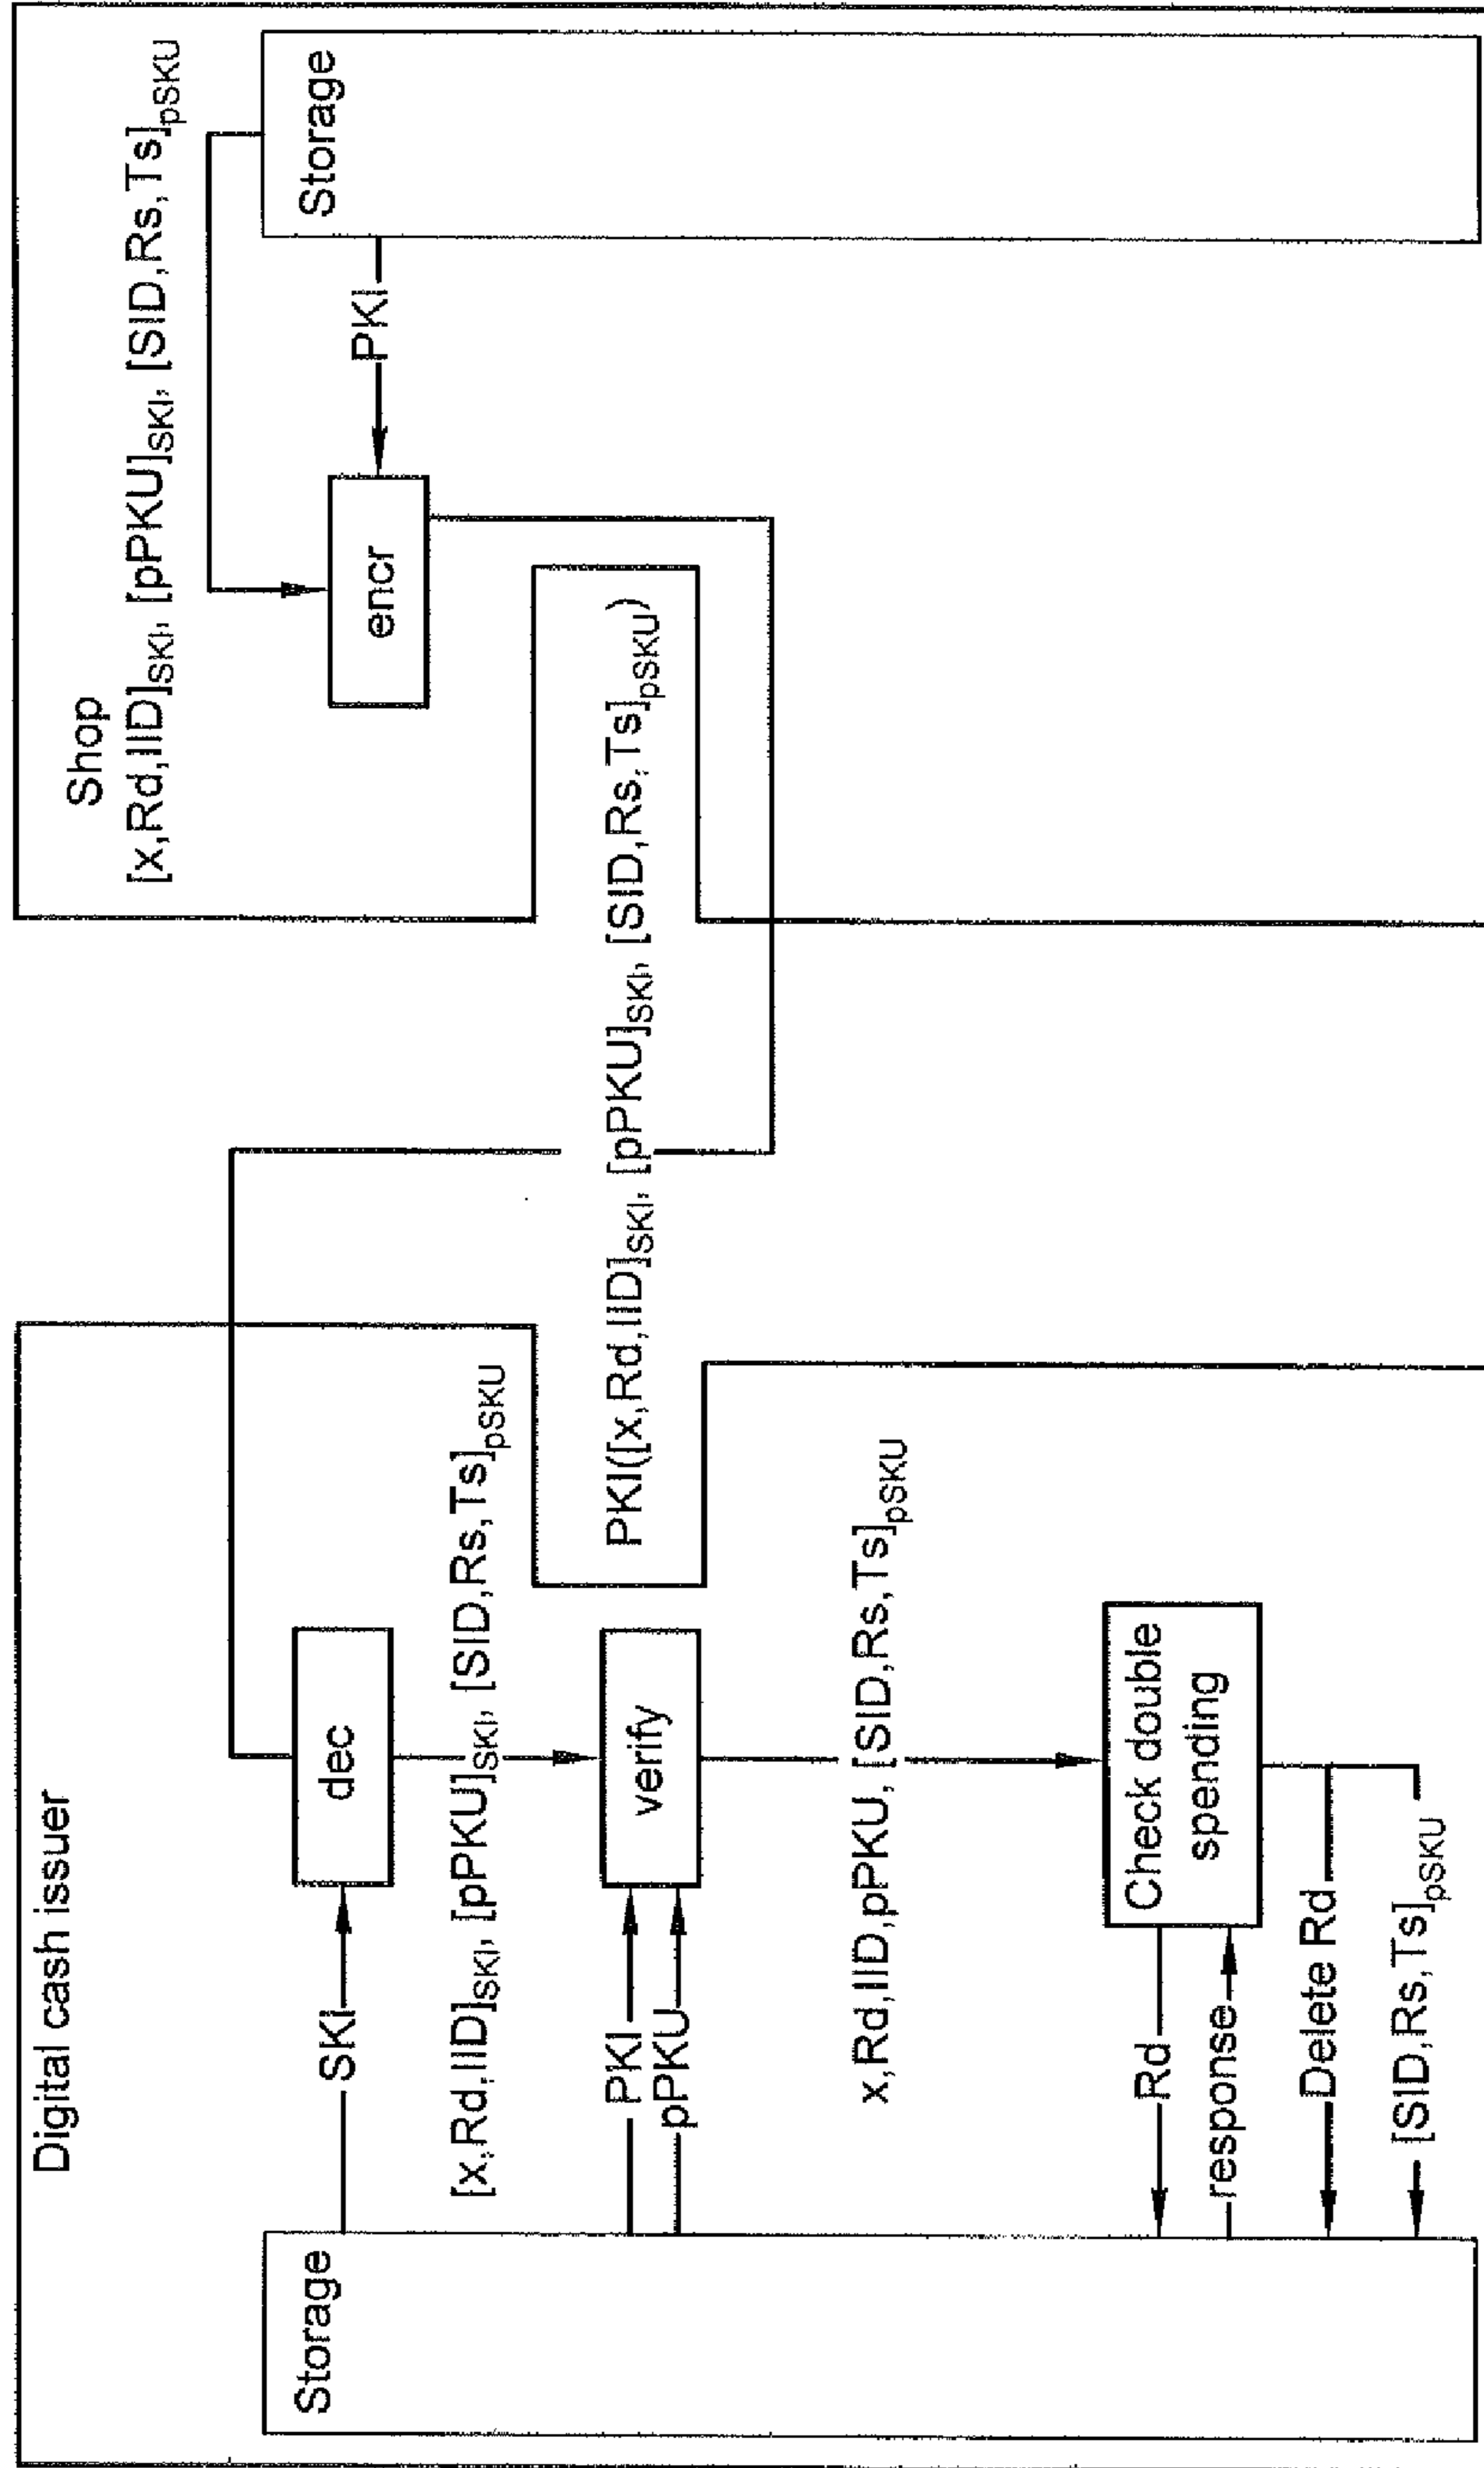 Digital cash issuer
Storage
SKI
dec
[x,Rd,IID]SKI, [pPKU]SKI, [SID,Rs,Ts]pSKU
PKI
pPKU
verify
x,Rd,IID,pPKU, [SID,Rs,Ts]pSKU
Rd
response
Check double
spending
Delete Rd
[SID,Rs,Ts]pSKU
PKI([x,Rd,IID]SKI, [pPKU]SKI, [SID,Rs,Ts]pSKU)
Shop
[x,Rd,IID]SKI, [pPKU]SKI, [SID,Rs,Ts]pSKU
encr
PKI
Storage